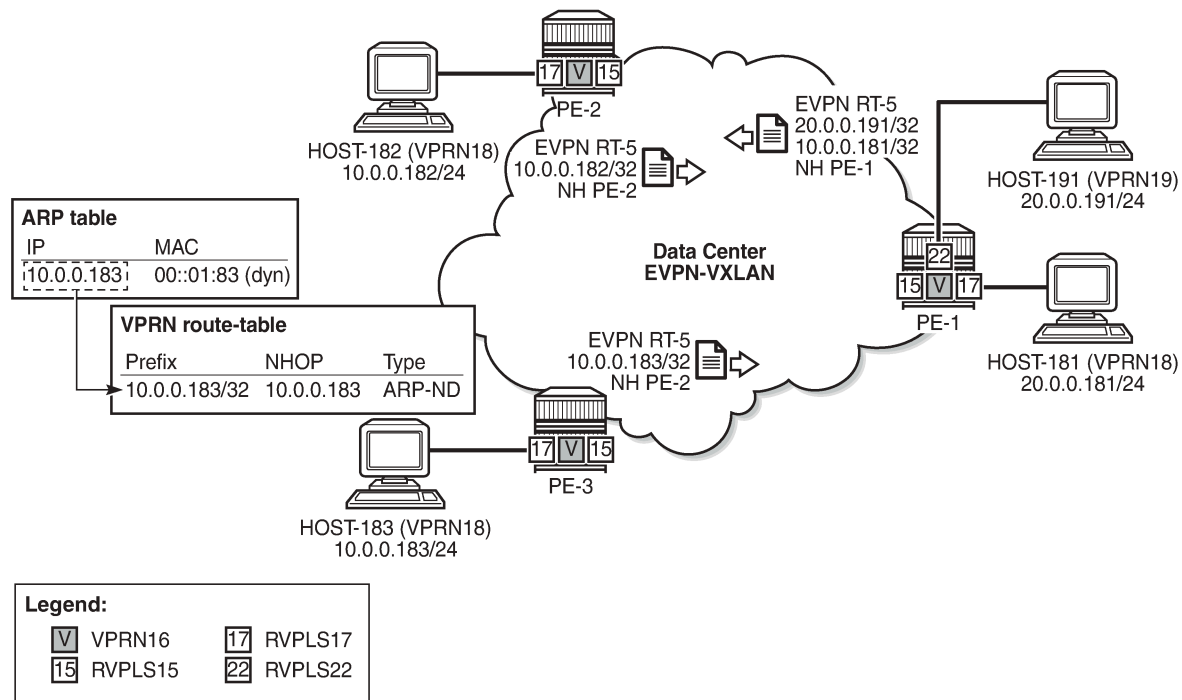 17 V 15
PE-2
HOST-182 (VPRN18)
10.0.0.182/24
EVPN RT-5
10.0.0.182/32
NH PE-2
EVPN RT-5
20.0.0.191/32
10.0.0.181/32
NH PE-1
HOST-191 (VPRN19)
20.0.0.191/24
ARP table
IP MAC
10.0.0.183 00::01:83 (dyn)
Data Center
EVPN-VXLAN
22
15 V 17
PE-1
HOST-181 (VPRN18)
20.0.0.181/24
VPRN route-table
Prefix NHOP Type
10.0.0.183/32 10.0.0.183 ARP-ND
EVPN RT-5
10.0.0.183/32
NH PE-2
17 V 15
PE-3
HOST-183 (VPRN18)
10.0.0.183/24
Legend:
V VPRN16 17 RVPLS17
15 RVPLS15 22 RVPLS22